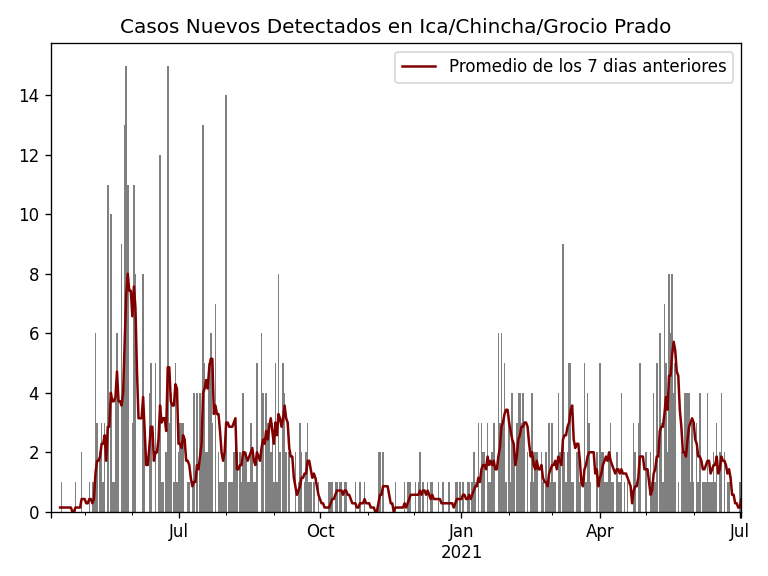 Casos Nuevos Detectados en Ica/Chincha/Grocio Prado
Promedio de los 7 dias anteriores
14
12
10
8
6
4
2
0
Jul
Oct
Jan
2021
Apr
Jul